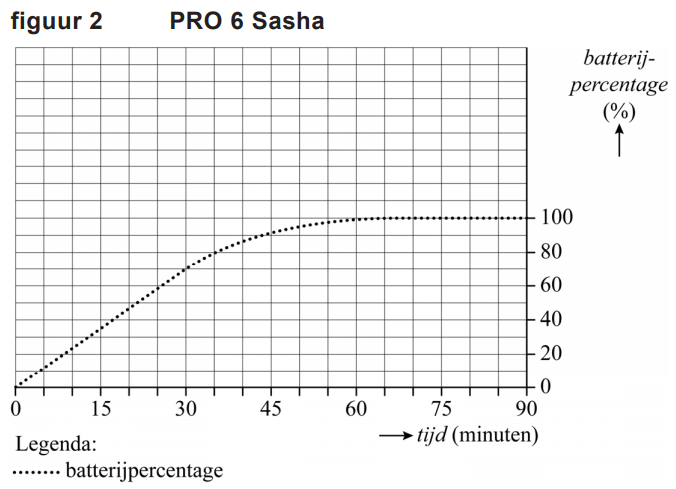 figuur 2 PRO 6 Sasha
batterij-
percentage
(%)
100
80
60
40
20
0
0 15 30 45 60 75 90
tijd (minuten)
Legenda:
batterijpercentage